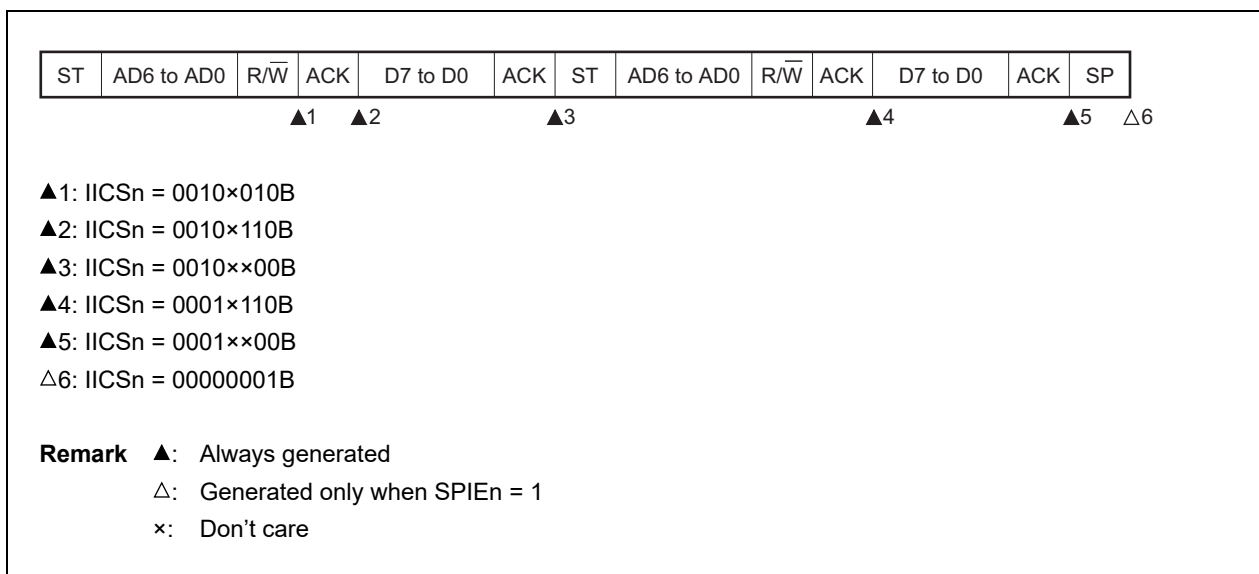 ST AD6 to AD0 R/W̅ ACK D7 to D0 ACK ST AD6 to AD0 R/W̅ ACK D7 to D0 ACK SP
▲1 ▲2 ▲3 ▲4 ▲5 △6
▲1: IICSn = 0010×010B
▲2: IICSn = 0010×110B
▲3: IICSn = 0010××00B
▲4: IICSn = 0001×110B
▲5: IICSn = 0001××00B
△6: IICSn = 00000001B
Remark ▲: Always generated
△: Generated only when SPIEn = 1
×: Don’t care